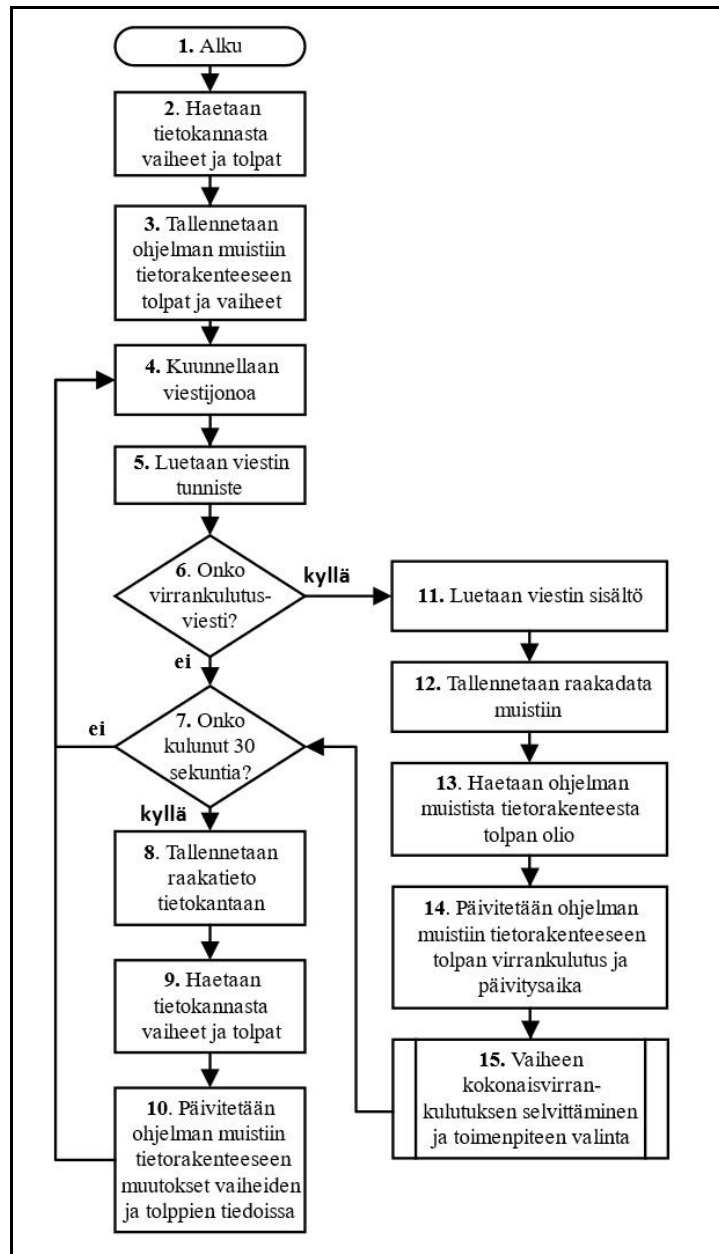 1. Alku
2. Haetaan
tietokannasta
vaiheet ja tolpat
3. Tallennetaan
ohjelman muistiin
tietorakenteeseen
tolpat ja vaiheet
4. Kuunnellaan
viestijonoa
5. Luetaan viestin
tunniste
6. Onko
virrankulutus-
viesti?
kyllä
ei
7. Onko
kulunut 30
sekuntia?
ei
kyllä
8. Tallennetaan
raakatieto
tietokantaan
9. Haetaan
tietokannasta
vaiheet ja tolpat
10. Päivitetään
ohjelman muistiin
tietorakenteeseen
muutokset vaiheiden
ja tolppien tiedoissa
11. Luetaan viestin sisältö
12. Tallennetaan raakadata
muistiin
13. Haetaan ohjelman
muistista tietorakenteesta
tolpan olio
14. Päivitetään ohjelman
muistiin tietorakenteeseen
tolpan virrankulutus ja
päivitysaika
15. Vaiheen
kokonaisvirran-
kulutuksen selvittäminen
ja toimenpiteen valinta